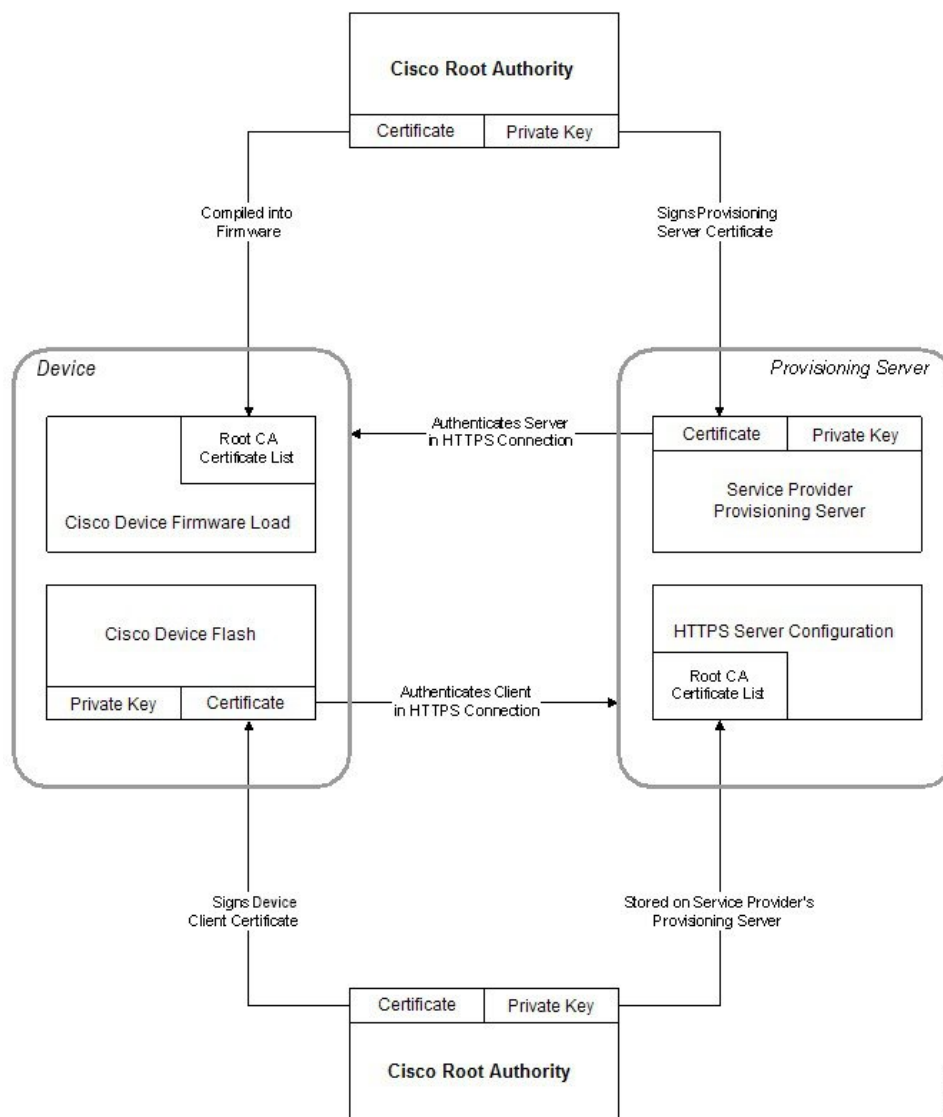 Cisco Root Authority
Certificate
Private Key
Compiled into
Firmware
Signs Provisioning
Server Certificate
Device
Provisioning Server
Root CA
Certificate List
Cisco Device Firmware Load
Authenticates Server
in HTTPS Connection
Certificate
Private Key
Service Provider
Provisioning Server
Cisco Device Flash
Private Key
Certificate
Authenticates Client
in HTTPS Connection
HTTPS Server Configuration
Root CA
Certificate List
Signs Device
Client Certificate
Stored on Service Provider's
Provisioning Server
Certificate
Private Key
Cisco Root Authority